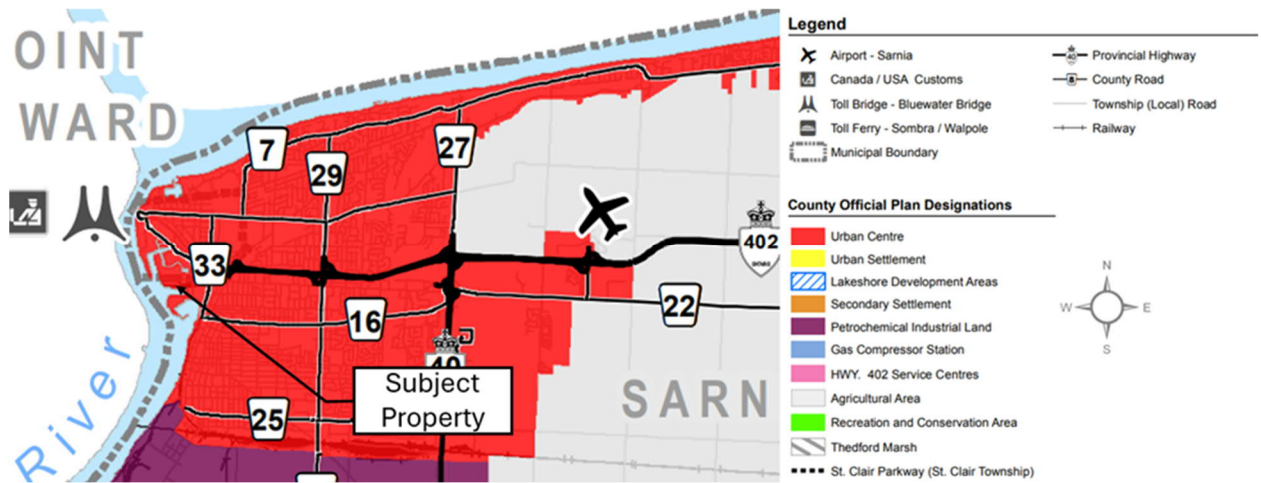 OINT
WARD
7
29
27
33
402
16
22
40
Subject
Property
SARN
25
River
Legend
Airport - Sarnia
Canada / USA Customs
Toll Bridge - Bluewater Bridge
Toll Ferry - Sombra / Walpole
Municipal Boundary
40
Provincial Highway
8
County Road
Township (Local) Road
Railway
County Official Plan Designations
Urban Centre
Urban Settlement
Lakeshore Development Areas
Secondary Settlement
Petrochemical Industrial Land
Gas Compressor Station
HWY. 402 Service Centres
Agricultural Area
Recreation and Conservation Area
Thedford Marsh
St. Clair Parkway (St. Clair Township)
N
W E
S